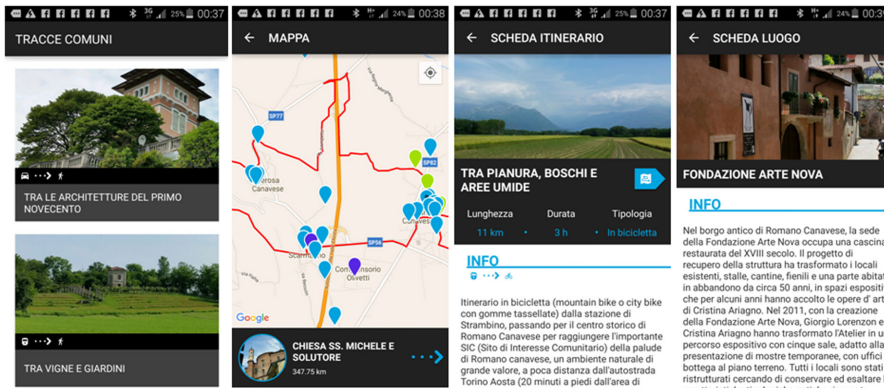 25% 00:37
TRACCE COMUNI
TRA LE ARCHITETTURE DEL PRIMO
NOVECENTO
TRA VIGNE E GIARDINI
24% 00:38
MAPPA
SP77
SP82
Canavese
SP56
Olivetti
Google
CHIESA SS. MICHELE E
SOLUTORE
347.75 km
25% 00:37
SCHEDA ITINERARIO
TRA PIANURA, BOSCHI E
AREE UMIDE
Lunghezza Durata Tipologia
11 km • 3 h • In bicicletta
INFO
Itinerario in bicicletta (mountain bike o city bike
con gomme tassellate) dalla stazione di
Strambino, passando per il centro storico di
Romano Canavese per raggiungere l'importante
SIC (Sito di Interesse Comunitario) della palude
di Romano canavese, un ambiente naturale di
grande valore, a poca distanza dall'autostrada
Torino Aosta (20 minuti a piedi dall'area di
24% 00:39
SCHEDA LUOGO
FONDAZIONE ARTE NOVA
INFO
Nel borgo antico di Romano Canavese, la sede
della Fondazione Arte Nova occupa una cascina
restaurata del XVIII secolo. Il progetto di
recupero della struttura ha trasformato i locali
esistenti, stalle, cantine, fienili e una parte abitat
in abbandono da circa 50 anni, in spazi espositi
che per alcuni anni hanno accolto le opere d' art
di Cristina Ariagno. Nel 2011, con la creazione
della Fondazione Arte Nova, Giorgio Lorenzon e
Cristina Ariagno hanno trasformato l'Atelier in u
percorso espositivo con cinque sale, adatto alla
presentazione di mostre temporanee, con uffici
bottega al piano terreno. Tutti i locali sono stati
ristrutturati cercando di conservare ed esaltare